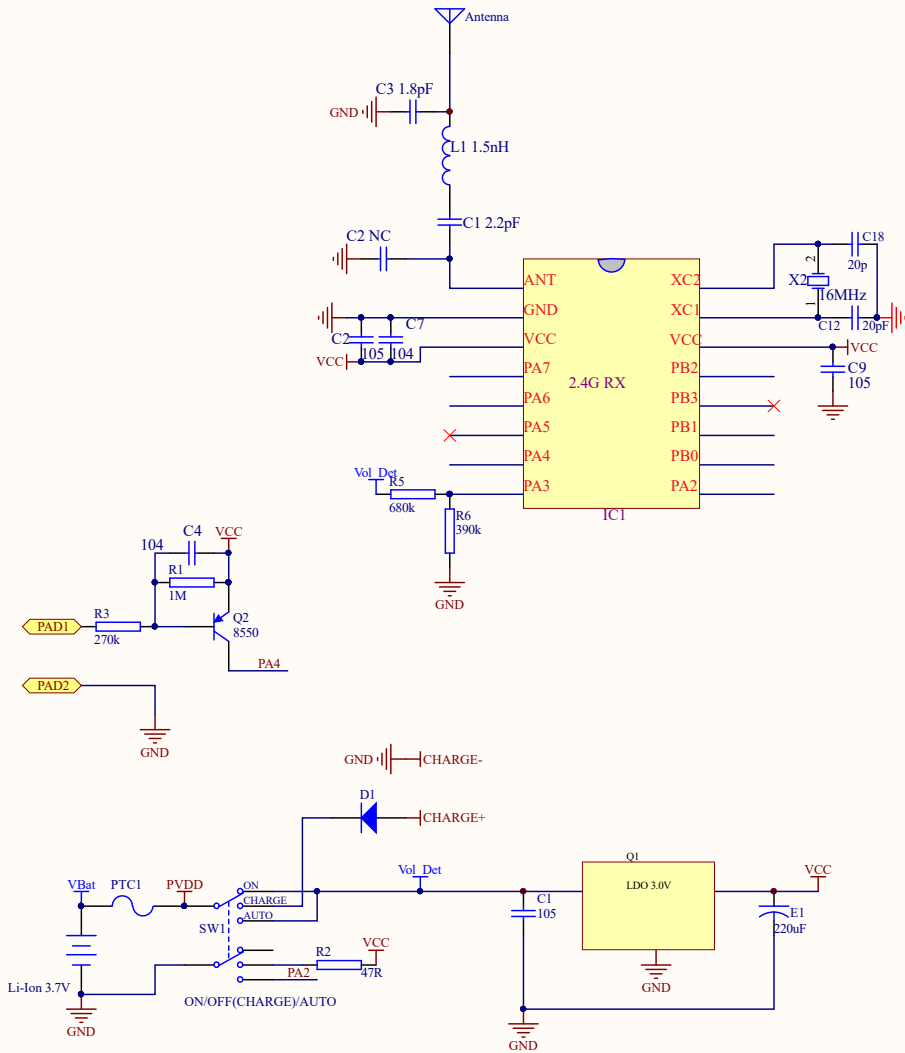 Antenna
C3 1.8pF
GND
L1 1.5nH
C1 2.2pF
C2 NC
C18
20p
2
X2
16MHz
1
C12
20pF
ANT
XC2
GND
XC1
VCC
VCC
PA7
PB2
PA6
PB3
PA5
PB1
PA4
PB0
PA3
PA2
2.4G RX
IC1
C7
C2
105
104
VCC
VCC
C9
105
Vol_Det
R5
680k
R6
390k
GND
C4
104
VCC
R1
1M
Q2
8550
PAD1
R3
270k
PA4
PAD2
GND
GND
CHARGE-
D1
CHARGE+
Vol_Det
Q1
LDO 3.0V
VCC
VBat
PTC1
PVDD
ON
CHARGE
AUTO
SW1
C1
105
E1
220uF
VCC
R2
47R
PA2
GND
Li-Ion 3.7V
ON/OFF(CHARGE)/AUTO
GND
GND